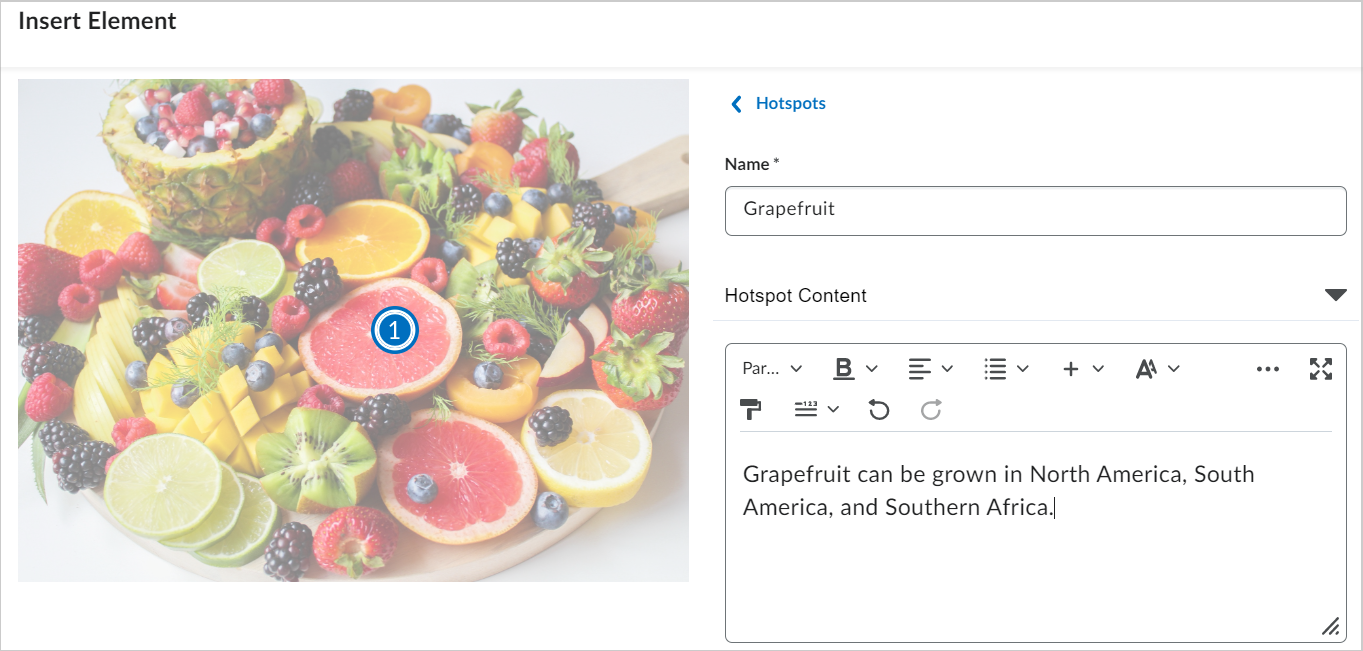 Insert Element
Hotspots
Name *
Grapefruit
1
Hotspot Content
Par...
B
A
123
Grapefruit can be grown in North America, South
America, and Southern Africa.